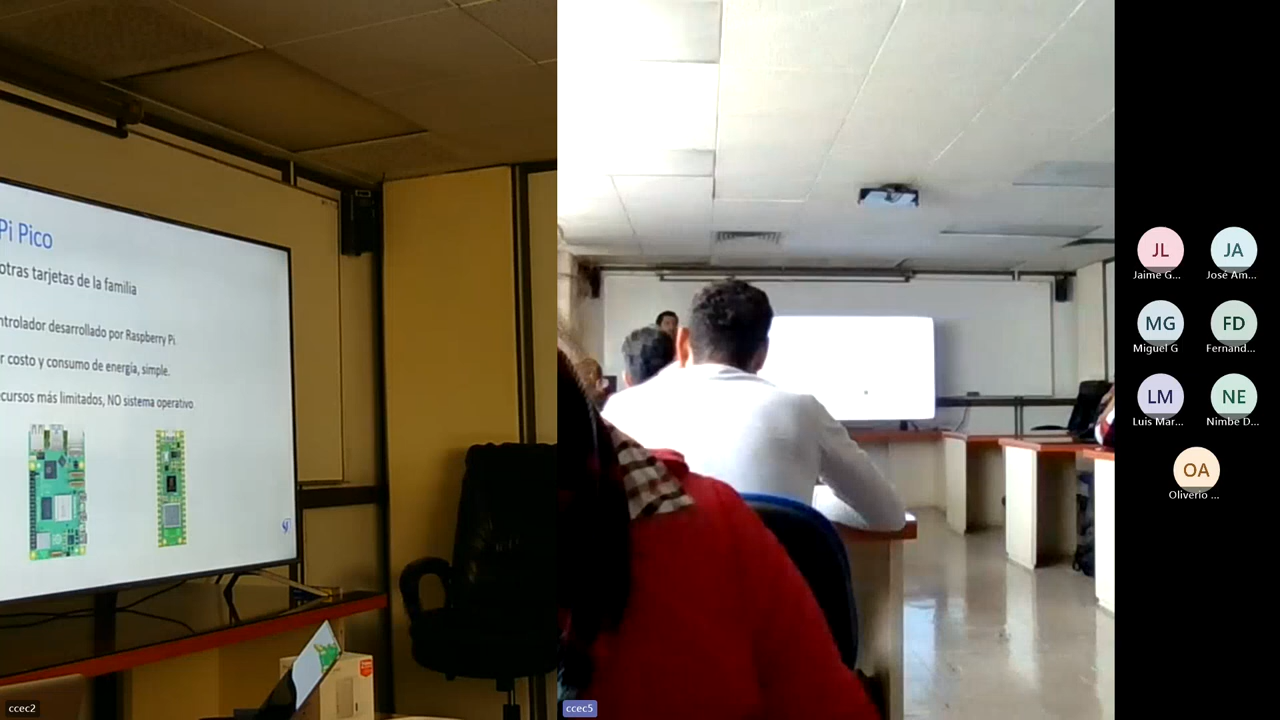 Pi Pico
otras tarjetas de la familia
ntrolador desarrollado por Raspberry Pi
r costo y consumo de energía, simple.
ecursos más limitados, NO sistema operativo
ccec2
ccec5
JL
Jaime G...
JA
José Am...
MG
Miguel G
FD
Fernand...
LM
Luis Mar...
NE
Nimbe D...
OA
Oliverio ...